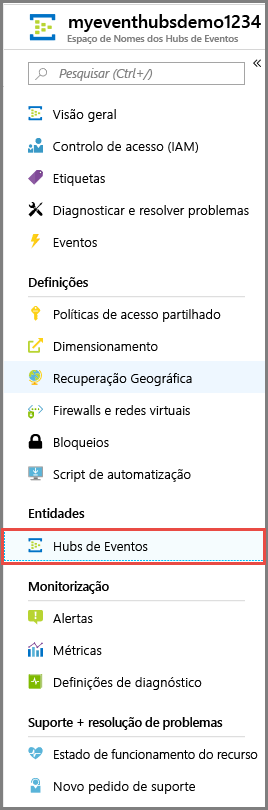 myeventhubsdemo1234
Espaço de Nomes dos Hubs de Eventos
Pesquisar (Ctrl+/)
Visão geral
Controlo de acesso (IAM)
Etiquetas
Diagnosticar e resolver problemas
Eventos
Definições
Políticas de acesso partilhado
Dimensionamento
Recuperação Geográfica
Firewalls e redes virtuais
Bloqueios
Script de automatização
Entidades
Hubs de Eventos
Monitorização
Alertas
Métricas
Definições de diagnóstico
Suporte + resolução de problemas
Estado de funcionamento do recurso
Novo pedido de suporte